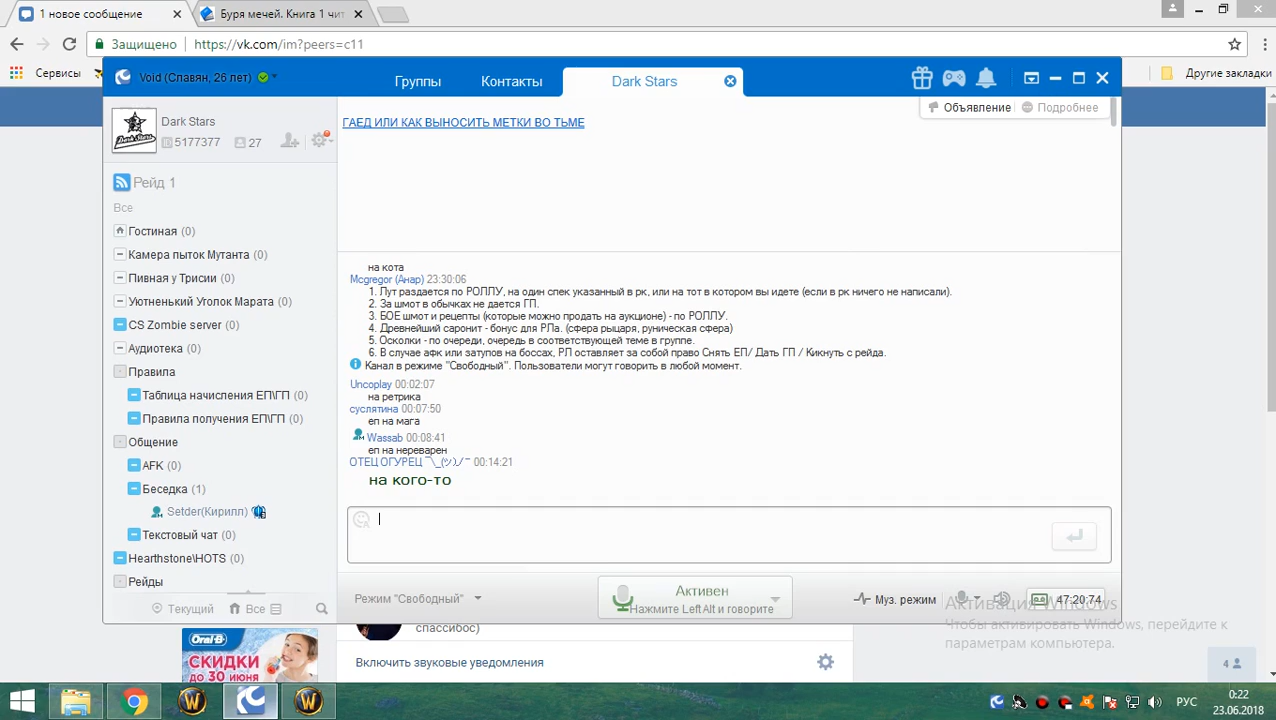 1 новое сообщение
Буря мечей. Книга 1 чит
Защищено
https://vk.com/im?peers=c11
Сервисы
Другие закладки
Void (Славян, 26 лет)
Группы
Контакты
Dark Stars
Dark Stars
5177377
27
Рейд 1
Все
Гостиная (0)
Камера пыток Мутанта (0)
Пивная у Трисии (0)
Уютненький Уголок Марата (0)
CS Zombie server (0)
Аудиотека (0)
Правила
Таблица начисления ЕП\ГП (0)
Правила получения ЕП\ГП (0)
Общение
AFK (0)
Беседка (1)
Setder(Кирилл)
Текстовый чат (0)
Hearthstone\HOTS (0)
Рейды
Текущий
Все
ГАЕД ИЛИ КАК ВЫНОСИТЬ МЕТКИ ВО ТЬМЕ
Объявление
Подробнее
на кота
Mcgregor (Анар) 23:30:06
1. Лут раздается по РОЛЛУ, на один спек указанный в рк, или на тот в котором вы идете (если в рк ничего не написали).
2. За шмот в обычках не дается ГП.
3. БОЕ шмот и рецепты (которые можно продать на аукционе) - по РОЛЛУ.
4. Древнейший саронит - бонус для РЛа. (сфера рыцаря, руническая сфера)
5. Осколки - по очереди, очередь в соответствующей теме в группе.
6. В случае афк или затупов на боссах, РЛ оставляет за собой право Снять ЕП/ Дать ГП / Кикнуть с рейда.
Канал в режиме "Свободный". Пользователи могут говорить в любой момент.
Uncoplay 00:02:07
на ретрика
суслятина 00:07:50
еп на мага
Wassab 00:08:41
еп на нереварен
ОТЕЦ ОГУРЕЦ ¯\_(ツ)_/¯ 00:14:21
на кого-то
Режим "Свободный"
Активен
Нажмите LeftAlt и говорите
Муз. режим
47:20:74
Активация Windows
Чтобы активировать Windows, перейдите к
параметрам компьютера.
Oral-B
СКИДКИ
до 30 июня
спассибос)
Включить звуковые уведомления
4
РУС
0:22
23.06.2018